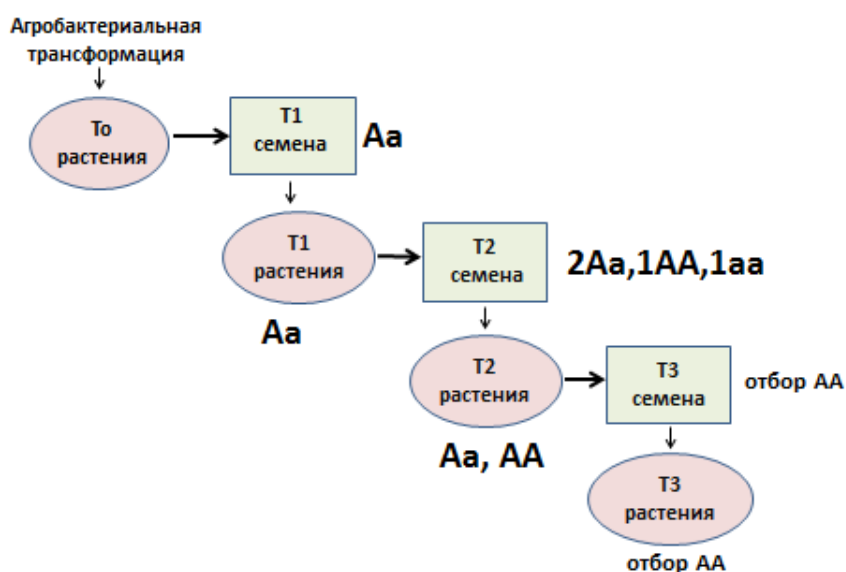 Агробактериальная
трансформация
То
растения
Т1
семена
Аа
Т1
растения
Аа
Т2
семена
2Аа,1АА,1аа
Т2
растения
Аа, АА
Т3
семена
отбор АА
Т3
растения
отбор АА